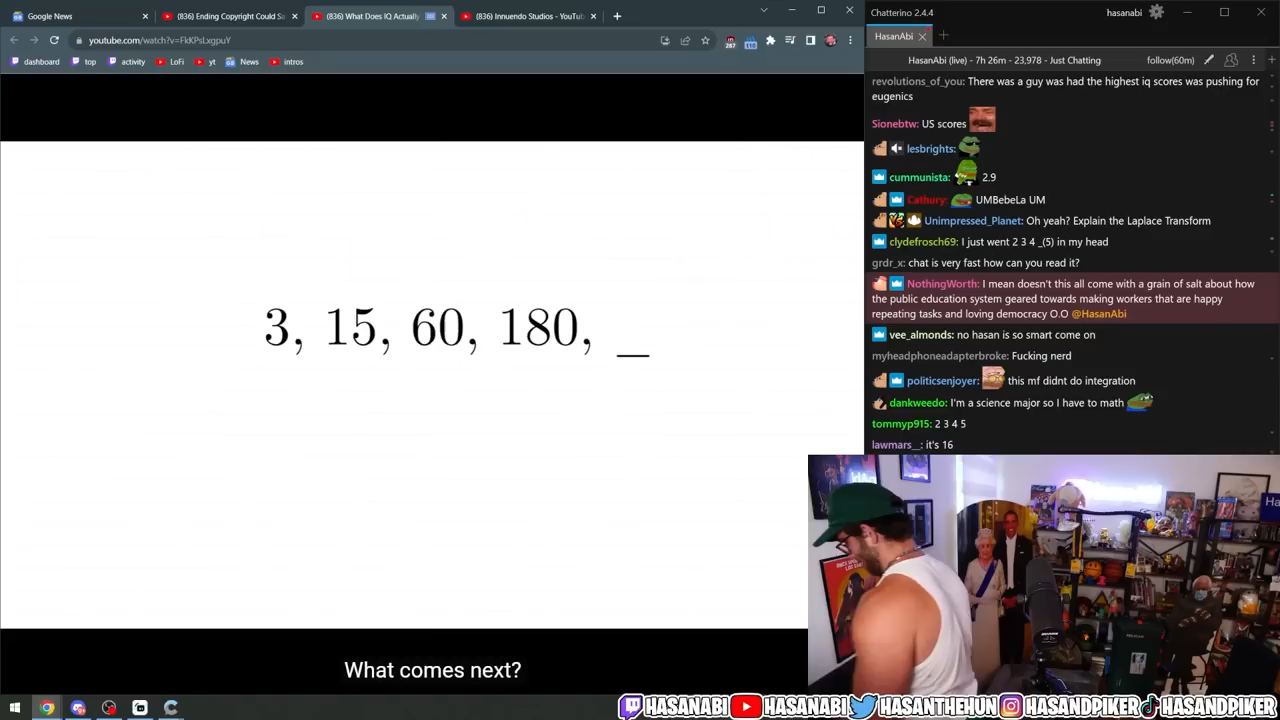 Google News
(836) Ending Copyright Could Sa
(836) What Does IQ Actually
(836) Innuendo Studios - YouTub
youtube.com/watch?v=FkKPsLxgpuY
dashboard
top
activity
LoFi
yt
News
intros
3, 15, 60, 180, _
What comes next?
Chatterino 2.4.4
hasanabi
HasanAbi
HasanAbi (live) - 7h 26m - 23,978 - Just Chatting
follow(60m)
revolutions_of_you: There was a guy was had the highest iq scores was pushing for
eugenics
Sionebtw: US scores
lesbrights:
cummunista: 2.9
Cathury: UMBebeLa UM
Unimpressed_Planet: Oh yeah? Explain the Laplace Transform
clydefrosch69: I just went 2 3 4 _(5) in my head
grdr_x: chat is very fast how can you read it?
NothingWorth: I mean doesn't this all come with a grain of salt about how
the public education system geared towards making workers that are happy
repeating tasks and loving democracy O.O @HasanAbi
vee_almonds: no hasan is so smart come on
myheadphoneadapterbroke: Fucking nerd
politicsenjoyer: this mf didnt do integration
dankweedo: I'm a science major so I have to math
tommyp915: 2 3 4 5
lawmars__: it's 16
HASANABI
HASANABI
HASANTHEHUN
HASANDPIKER
HASANDPIKER